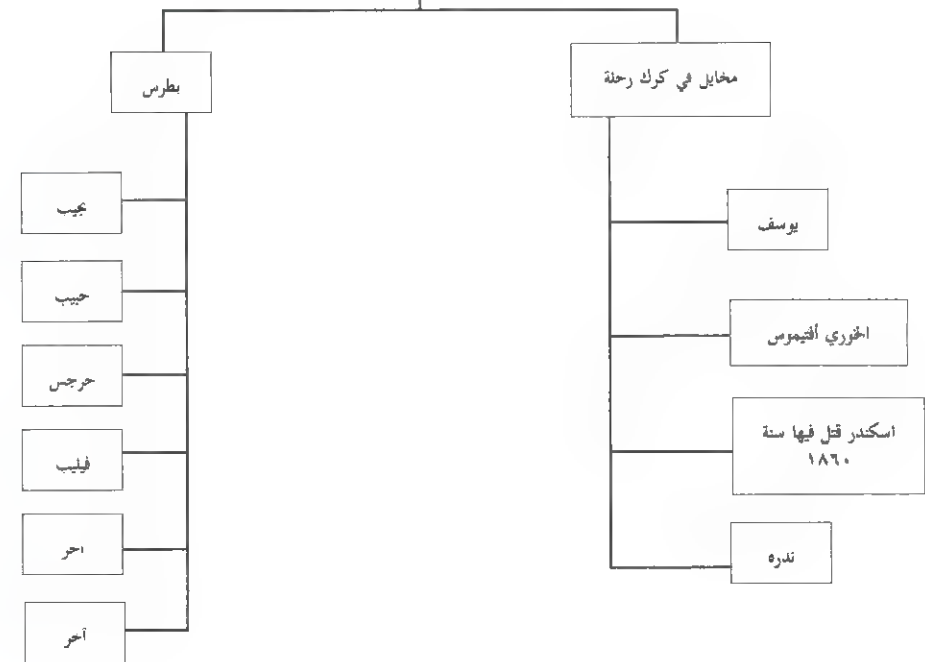 مخايل في كرك رحلة
بطرس
يوسف
الخوري أفتيموس
اسكندر قتل فيها سنة
١٨٦٠
ندره
نجيب
حبيب
جرجس
فيليب
آخر
آخر